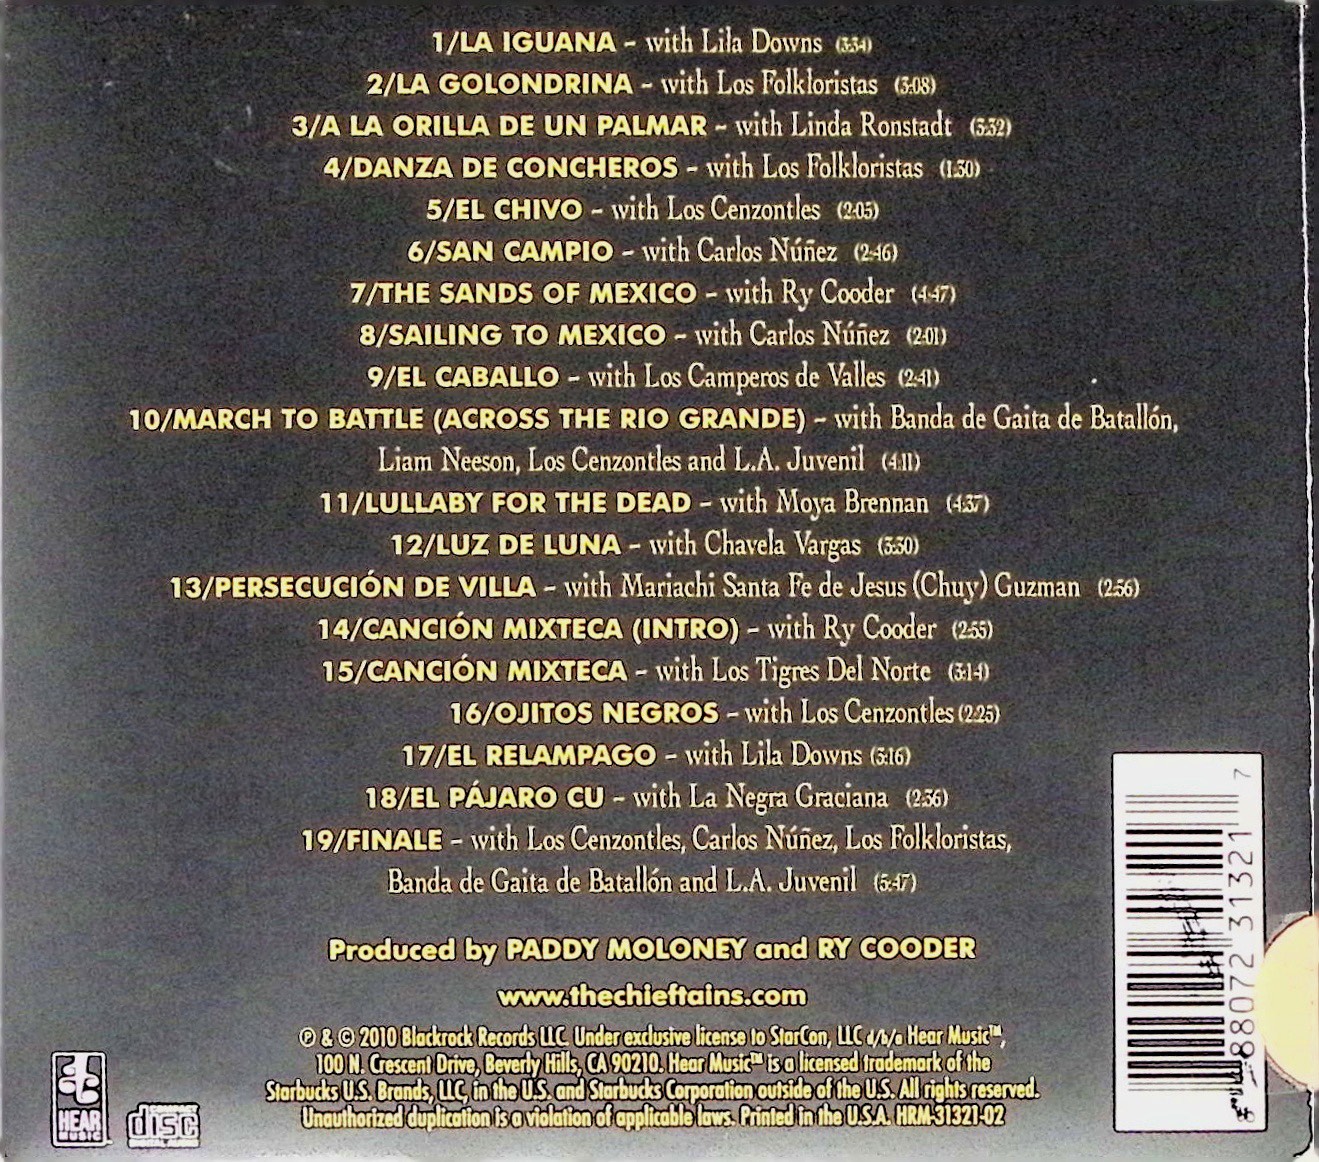 1/LA IGUANA – with Lila Downs (3:34)
2/LA GOLONDRINA – with Los Folkloristas (3:08)
3/A LA ORILLA DE UN PALMAR – with Linda Ronstadt (3:32)
4/DANZA DE CONCHEROS – with Los Folkloristas (1:30)
5/EL CHIVO – with Los Cenzontles (2:05)
6/SAN CAMPIO – with Carlos Núñez (2:46)
7/THE SANDS OF MEXICO – with Ry Cooder (4:47)
8/SAILING TO MEXICO – with Carlos Núñez (2:01)
9/EL CABALLO – with Los Camperos de Valles (2:41)
10/MARCH TO BATTLE (ACROSS THE RIO GRANDE) – with Banda de Gaita de Batallón,
Liam Neeson, Los Cenzontles and L.A. Juvenil (4:11)
11/LULLABY FOR THE DEAD – with Moya Brennan (4:37)
12/LUZ DE LUNA – with Chavela Vargas (3:30)
13/PERSECUCIÓN DE VILLA – with Mariachi Santa Fe de Jesus (Chuy) Guzman (2:56)
14/CANCIÓN MIXTECA (INTRO) – with Ry Cooder (2:55)
15/CANCIÓN MIXTECA – with Los Tigres Del Norte (3:14)
16/OJITOS NEGROS – with Los Cenzontles (2:25)
17/EL RELAMPAGO – with Lila Downs (3:16)
18/EL PÁJARO CU – with La Negra Graciana (2:36)
19/FINALE – with Los Cenzontles, Carlos Núñez, Los Folkloristas,
Banda de Gaita de Batallón and L.A. Juvenil (5:47)
Produced by PADDY MOLONEY and RY COODER
www.thechieftains.com
℗ & © 2010 Blackrock Records LLC. Under exclusive license to StarCon, LLC d/b/a Hear Music™,
100 N. Crescent Drive, Beverly Hills, CA 90210. Hear Music™ is a licensed trademark of the
Starbucks U.S. Brands, LLC, in the U.S. and Starbucks Corporation outside of the U.S. All rights reserved.
Unauthorized duplication is a violation of applicable laws. Printed in the U.S.A. HRM-31321-02
HEAR
MUSIC
COMPACT
disc
DIGITAL AUDIO
8 88072 31321 7